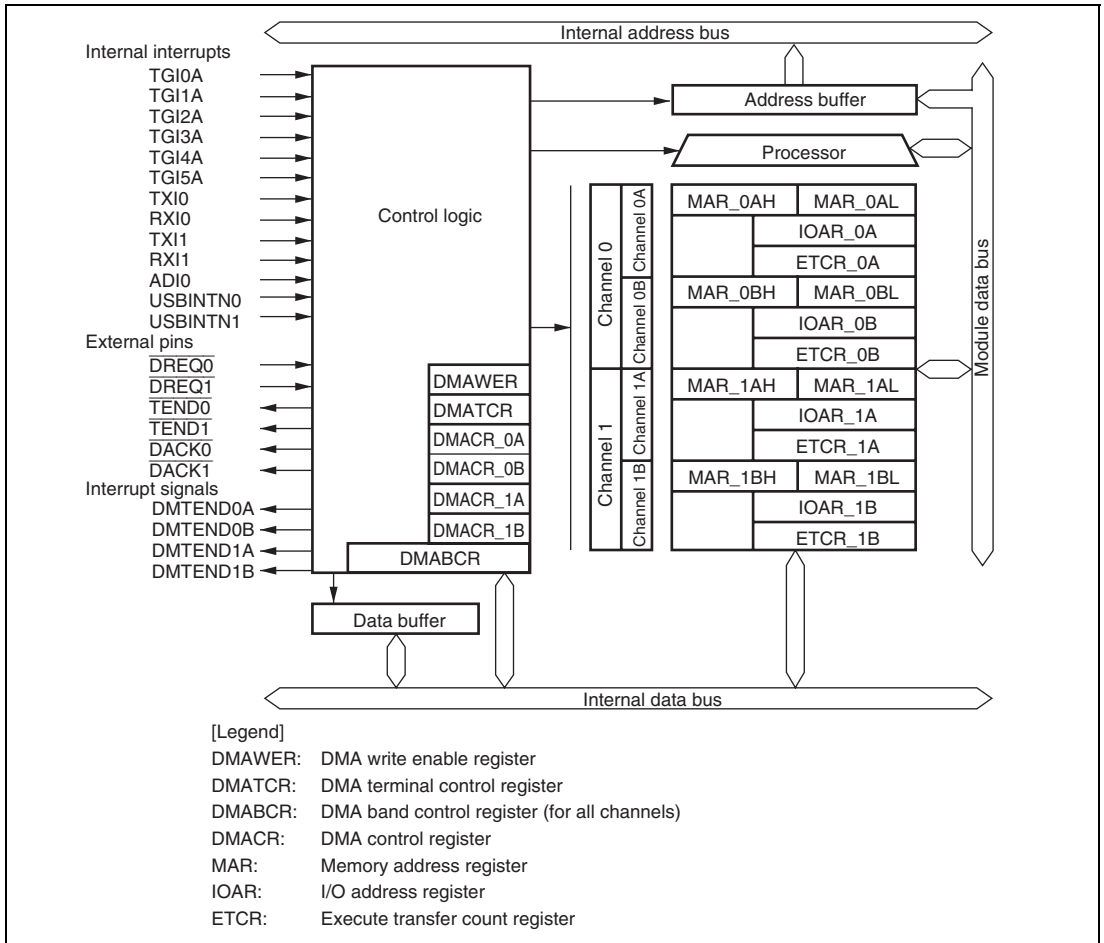 Internal address bus
Internal interrupts
TGI0A
TGI1A
TGI2A
TGI3A
TGI4A
TGI5A
TXI0
RXI0
TXI1
RXI1
ADI0
USBINTN0
USBINTN1
External pins
DREQ0
DREQ1
TEND0
TEND1
DACK0
DACK1
Interrupt signals
DMTEND0A
DMTEND0B
DMTEND1A
DMTEND1B
Control logic
DMAWER
DMATCR
DMACR_0A
DMACR_0B
DMACR_1A
DMACR_1B
DMABCR
Data buffer
Address buffer
Processor
Channel 0
Channel 0A
Channel 0B
Channel 1
Channel 1A
Channel 1B
MAR_0AH MAR_0AL
IOAR_0A
ETCR_0A
MAR_0BH MAR_0BL
IOAR_0B
ETCR_0B
MAR_1AH MAR_1AL
IOAR_1A
ETCR_1A
MAR_1BH MAR_1BL
IOAR_1B
ETCR_1B
Module data bus
Internal data bus
[Legend]
DMAWER: DMA write enable register
DMATCR: DMA terminal control register
DMABCR: DMA band control register (for all channels)
DMACR: DMA control register
MAR: Memory address register
IOAR: I/O address register
ETCR: Execute transfer count register